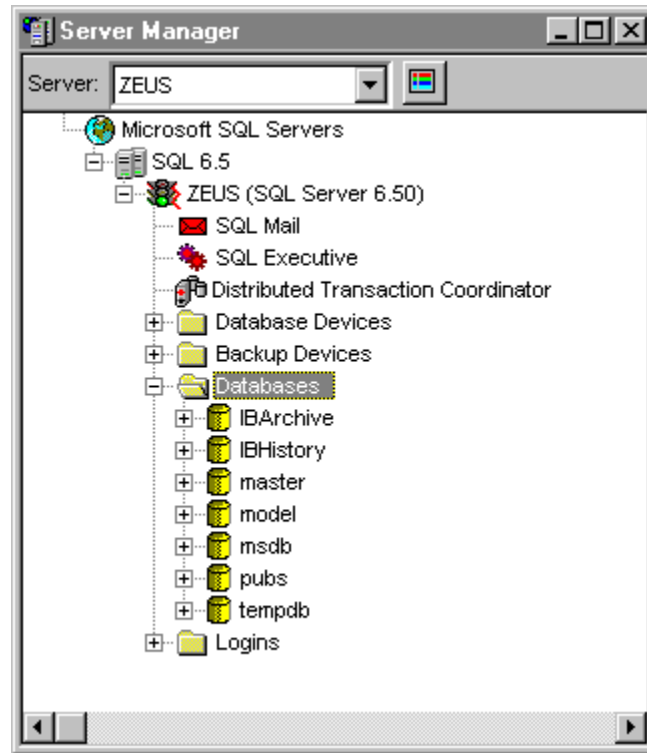 Server Manager
Server: ZEUS
Microsoft SQL Servers
SQL 6.5
ZEUS (SQL Server 6.50)
SQL Mail
SQL Executive
Distributed Transaction Coordinator
Database Devices
Backup Devices
Databases
IBArchive
IBHistory
master
model
msdb
pubs
tempdb
Logins